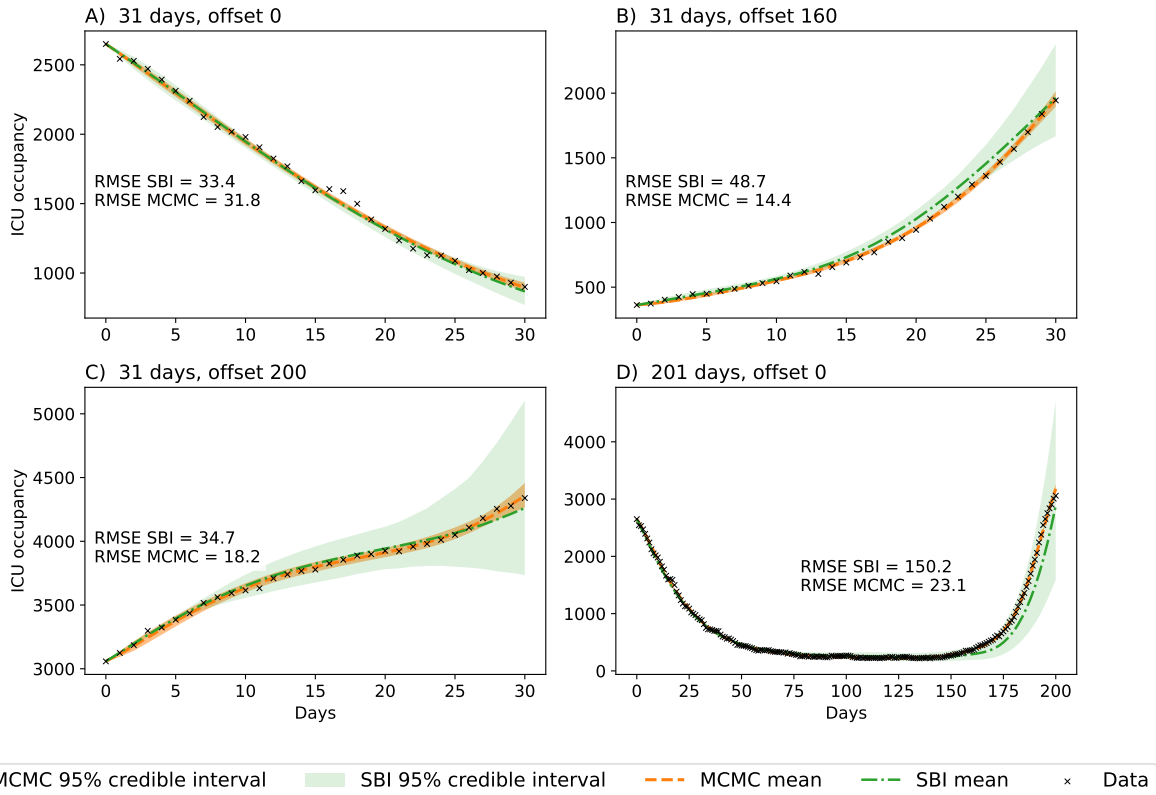 A)  31 days, offset 0
2500
2000
1500
1000
ICU occupancy
RMSE SBI = 33.4
RMSE MCMC = 31.8
0 5 10 15 20 25 30
B)  31 days, offset 160
2000
1500
1000
500
RMSE SBI = 48.7
RMSE MCMC = 14.4
0 5 10 15 20 25 30
C)  31 days, offset 200
5000
4500
4000
3500
3000
ICU occupancy
RMSE SBI = 34.7
RMSE MCMC = 18.2
0 5 10 15 20 25 30
Days
D)  201 days, offset 0
4000
3000
2000
1000
0
RMSE SBI = 150.2
RMSE MCMC = 23.1
0 25 50 75 100 125 150 175 200
Days
MCMC 95% credible interval SBI 95% credible interval MCMC mean SBI mean Data